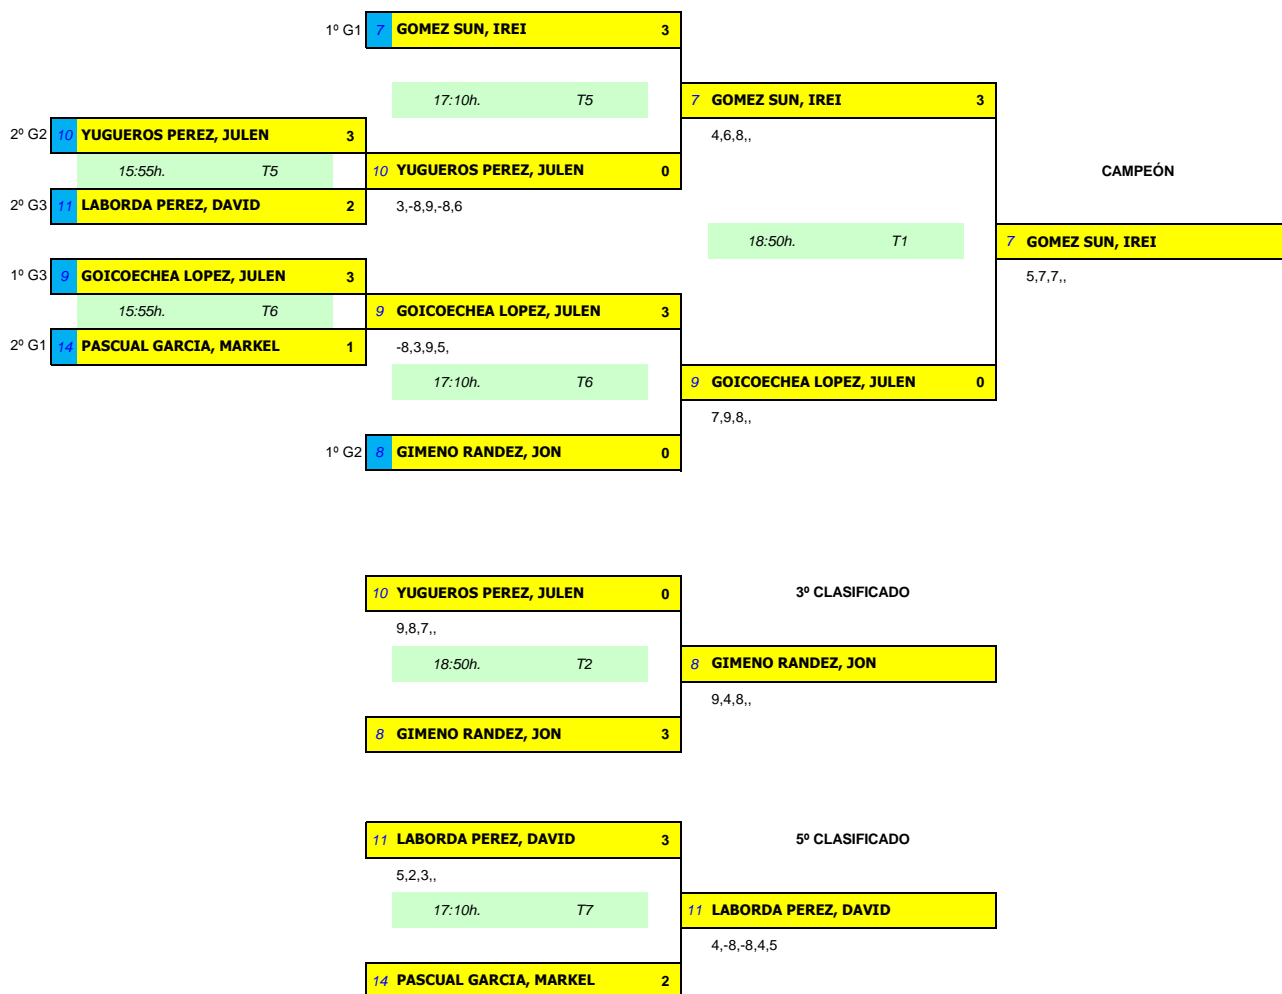 1º G1 7 GOMEZ SUN, IREI 3
17:10h. T5 7 GOMEZ SUN, IREI 3
2º G2 10 YUGUEROS PEREZ, JULEN 3 4,6,8,,
15:55h. T5 10 YUGUEROS PEREZ, JULEN 0 CAMPEÓN
2º G3 11 LABORDA PEREZ, DAVID 2 3,-8,9,-8,6
18:50h. T1 7 GOMEZ SUN, IREI
1º G3 9 GOICOECHEA LOPEZ, JULEN 3 5,7,7,,
15:55h. T6 9 GOICOECHEA LOPEZ, JULEN 3
2º G1 14 PASCUAL GARCIA, MARKEL 1 -8,3,9,5,
17:10h. T6 9 GOICOECHEA LOPEZ, JULEN 0
7,9,8,,
1º G2 8 GIMENO RANDEZ, JON 0
10 YUGUEROS PEREZ, JULEN 0 3º CLASIFICADO
9,8,7,,
18:50h. T2 8 GIMENO RANDEZ, JON
9,4,8,,
8 GIMENO RANDEZ, JON 3
11 LABORDA PEREZ, DAVID 3 5º CLASIFICADO
5,2,3,,
17:10h. T7 11 LABORDA PEREZ, DAVID
4,-8,-8,4,5
14 PASCUAL GARCIA, MARKEL 2